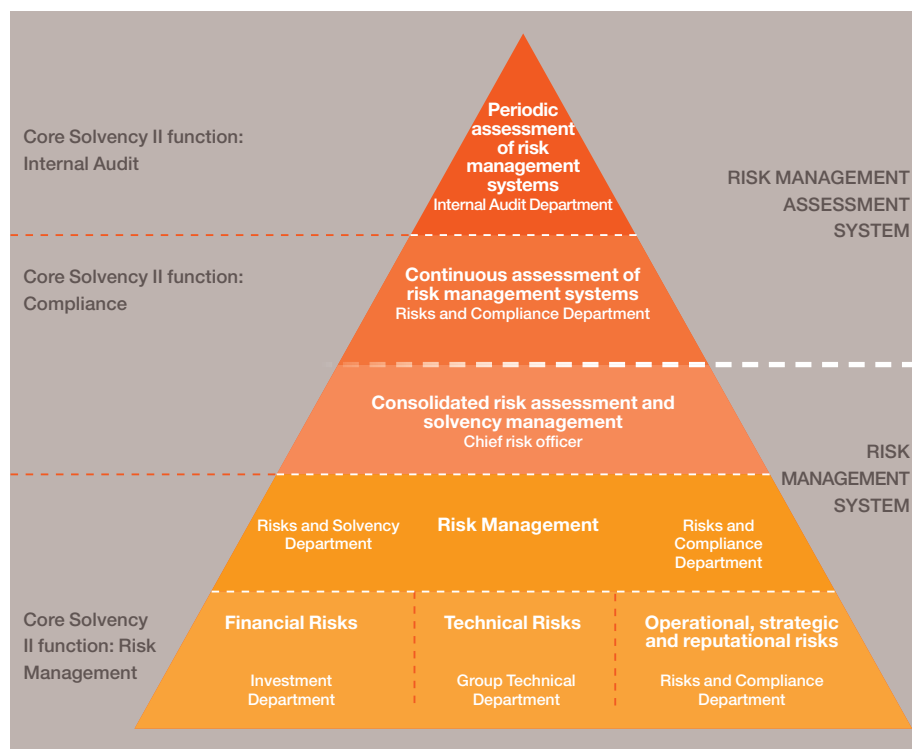 Core Solvency II function:
Internal Audit
Periodic
assessment
of risk
management
systems
Internal Audit Department
RISK MANAGEMENT
ASSESSMENT
SYSTEM
Core Solvency II function:
Compliance
Continuous assessment of
risk management systems
Risks and Compliance Department
Consolidated risk assessment and
solvency management
Chief risk officer
RISK
MANAGEMENT
SYSTEM
Risks and Solvency
Department
Risk Management
Risks and
Compliance
Department
Core Solvency
II function: Risk
Management
Financial Risks
Investment
Department
Technical Risks
Group Technical
Department
Operational, strategic
and reputational risks
Risks and Compliance
Department